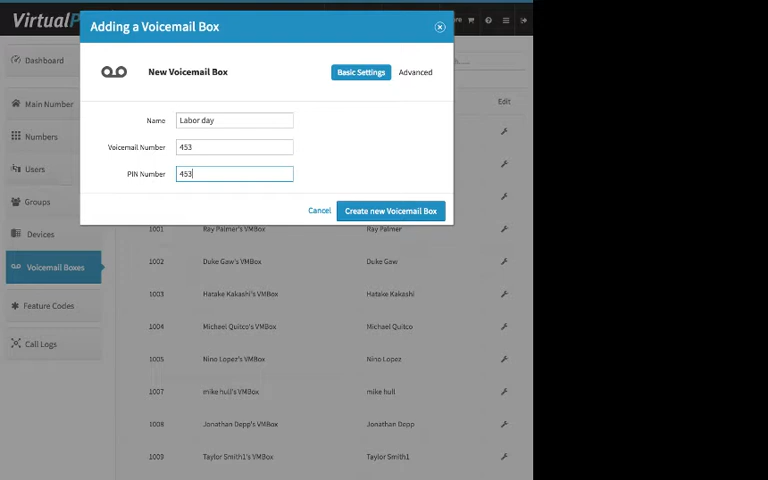 VirtualP
Adding a Voicemail Box
New Voicemail Box
Basic Settings
Advanced
Name
Labor day
Voicemail Number
453
PIN Number
453
Cancel
Create new Voicemail Box
Dashboard
Main Number
Numbers
Users
Groups
Devices
Voicemail Boxes
Feature Codes
Call Logs
Edit
1001 Ray Palmer's VMBox Ray Palmer
1002 Duke Gaw's VMBox Duke Gaw
1003 Hatake Kakashi's VMBox Hatake Kakashi
1004 Michael Quitco's VMBox Michael Quitco
1005 Nino Lopez's VMBox Nino Lopez
1007 mike hull's VMBox mike hull
1008 Jonathan Depp's VMBox Jonathan Depp
1009 Taylor Smith1's VMBox Taylor Smith1